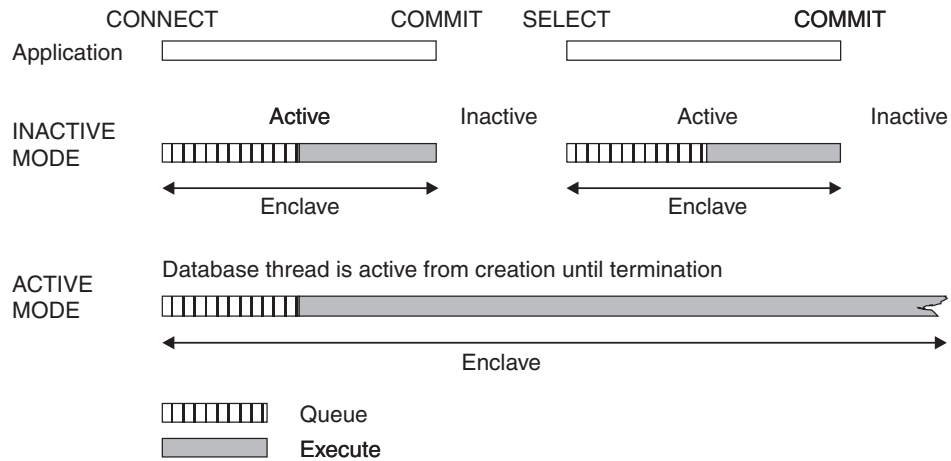 CONNECT COMMIT SELECT COMMIT
Application
Active Inactive Active Inactive
INACTIVE
MODE
Enclave Enclave
Database thread is active from creation until termination
ACTIVE
MODE
Enclave
Queue
Execute